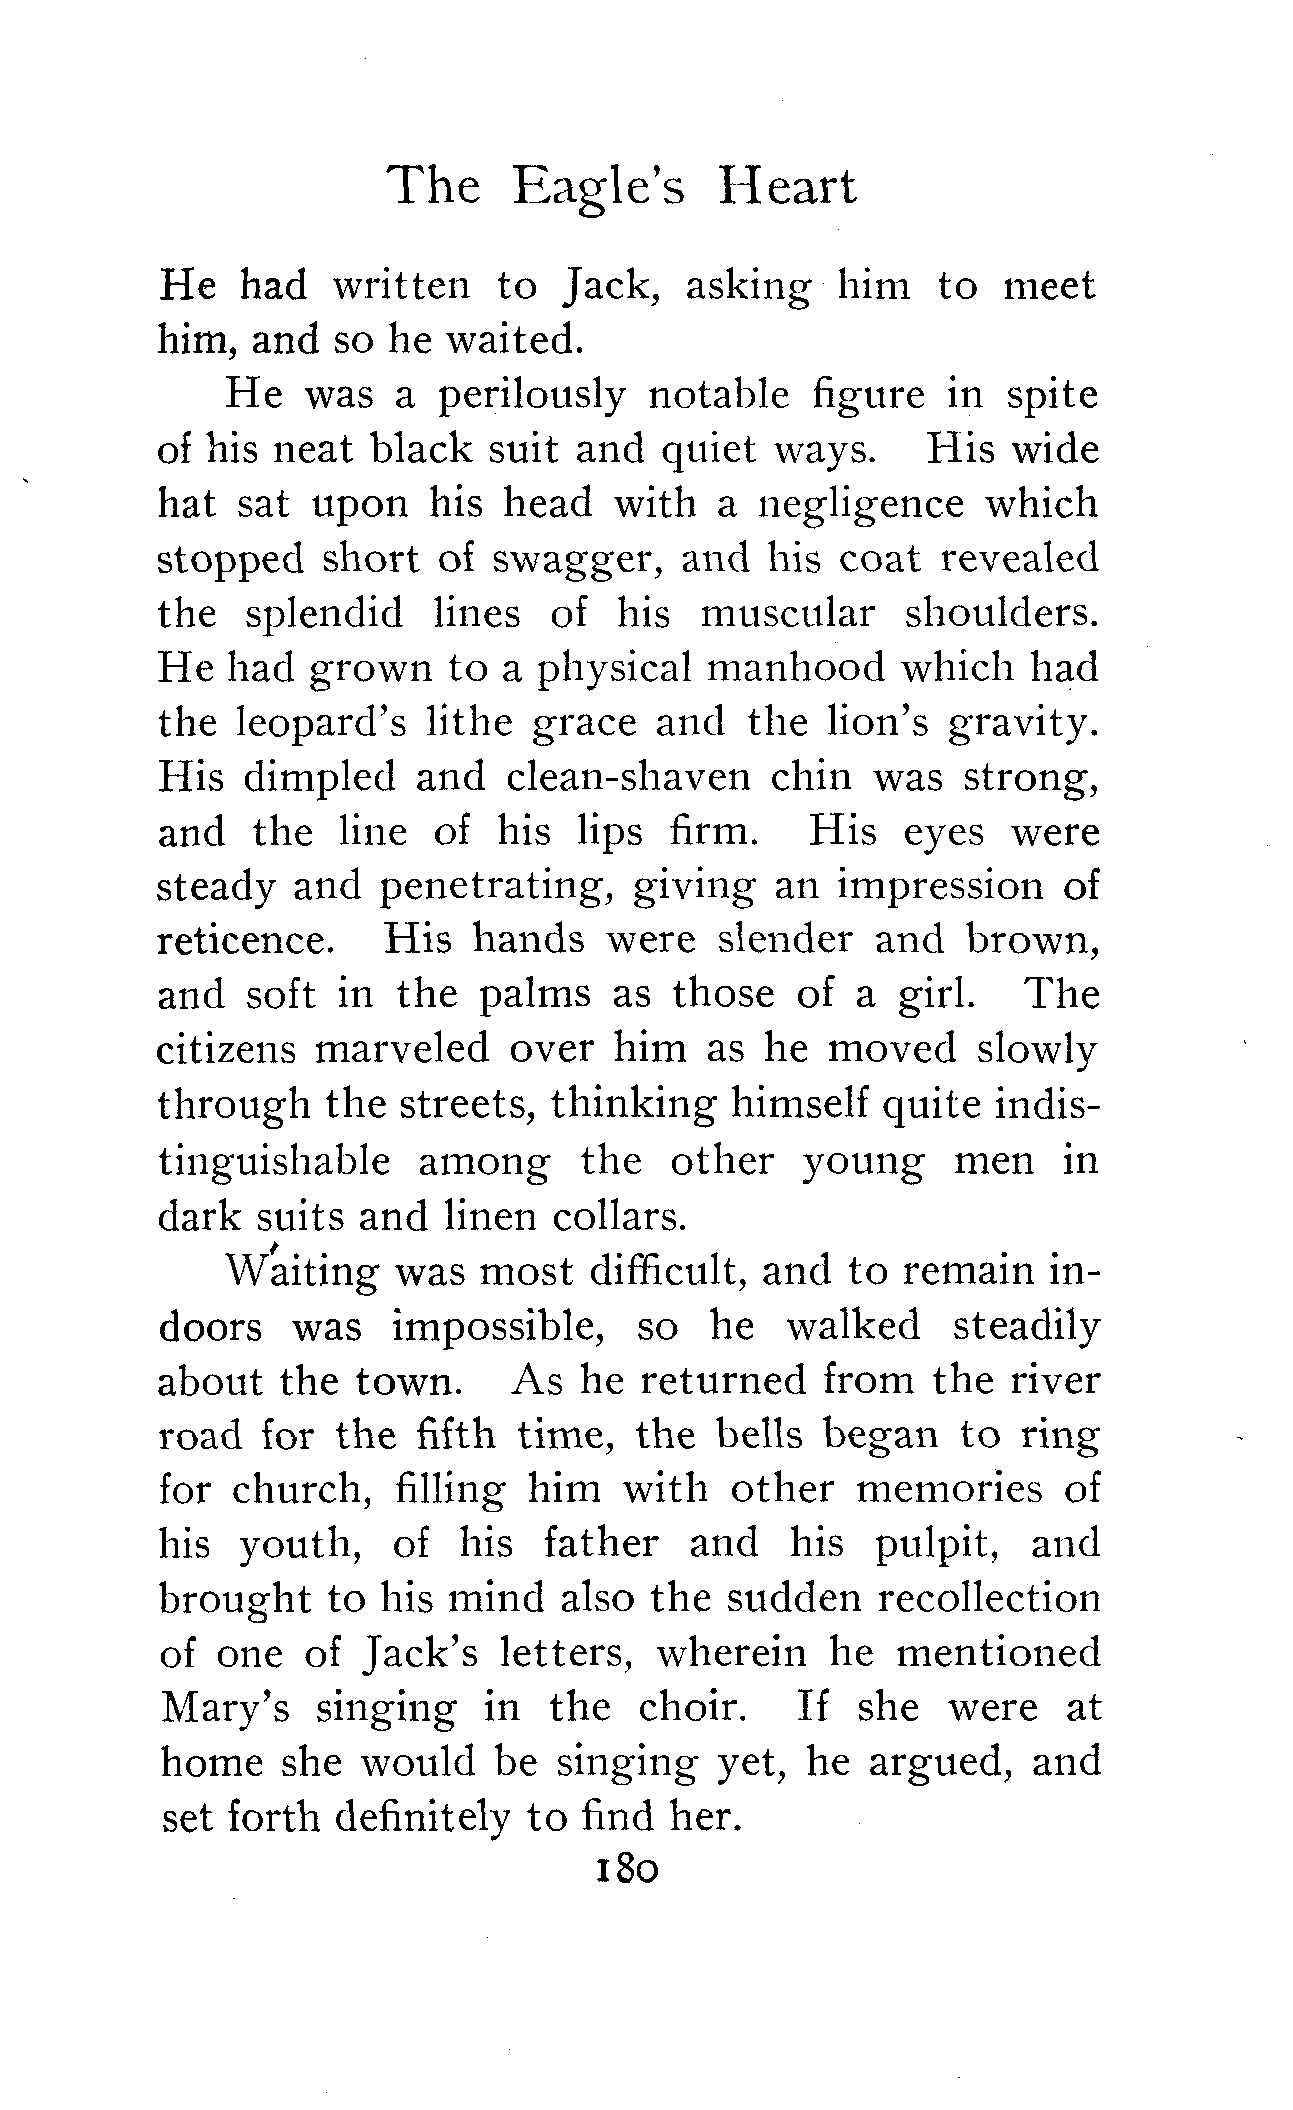 The Eagle's Heart
He had written to Jack, asking him to meet
him, and so he waited.
He was a perilously notable figure in spite
of his neat black suit and quiet ways. His wide
hat sat upon his head with a negligence which
stopped short of swagger, and his coat revealed
the splendid lines of his muscular shoulders.
He had grown to a physical manhood which had
the leopard's lithe grace and the lion's gravity.
His dimpled and clean-shaven chin was strong,
and the line of his lips firm. His eyes were
steady and penetrating, giving an impression of
reticence. His hands were slender and brown,
and soft in the palms as those of a girl. The
citizens marveled over him as he moved slowly
through the streets, thinking himself quite indis-
tinguishable among the other young men in
dark suits and linen collars.
Waiting was most difficult, and to remain in-
doors was impossible, so he walked steadily
about the town. As he returned from the river
road for the fifth time, the bells began to ring
for church, filling him with other memories of
his youth, of his father and his pulpit, and
brought to his mind also the sudden recollection
of one of Jack's letters, wherein he mentioned
Mary's singing in the choir. If she were at
home she would be singing yet, he argued, and
set forth definitely to find her.
180